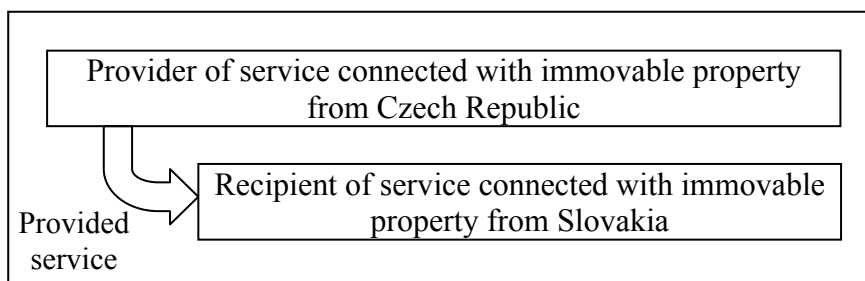 Provider of service connected with immovable property
from Czech Republic
Recipient of service connected with immovable
property from Slovakia
Provided
service